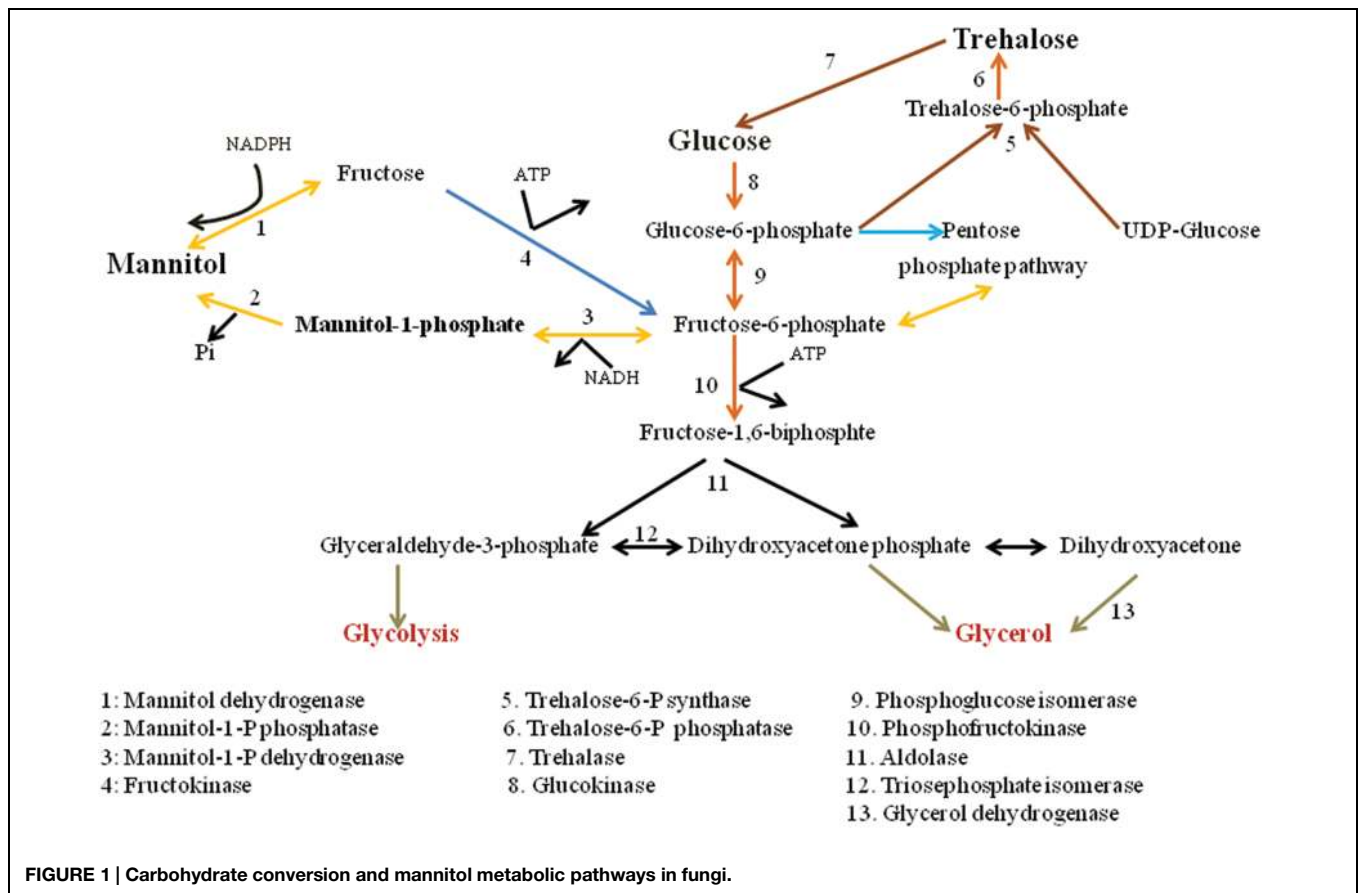 Trehalose
7
6
Trehalose-6-phosphate
NADPH
Glucose
5
Fructose
ATP
8
1
Glucose-6-phosphate
Pentose
UDP-Glucose
4
Mannitol
phosphate pathway
9
2
Mannitol-1-phosphate
3
Fructose-6-phosphate
Pi
NADH
ATP
10
Fructose-1,6-biphosphte
11
Glyceraldehyde-3-phosphate
12
Dihydroxyacetone phosphate
Dihydroxyacetone
13
Glycolysis
Glycerol
1: Mannitol dehydrogenase
2: Mannitol-1-P phosphatase
3: Mannitol-1-P dehydrogenase
4: Fructokinase
5. Trehalose-6-P synthase
6. Trehalose-6-P phosphatase
7. Trehalase
8. Glucokinase
9. Phosphoglucose isomerase
10. Phosphofructokinase
11. Aldolase
12. Triosephosphate isomerase
13. Glycerol dehydrogenase
FIGURE 1 | Carbohydrate conversion and mannitol metabolic pathways in fungi.